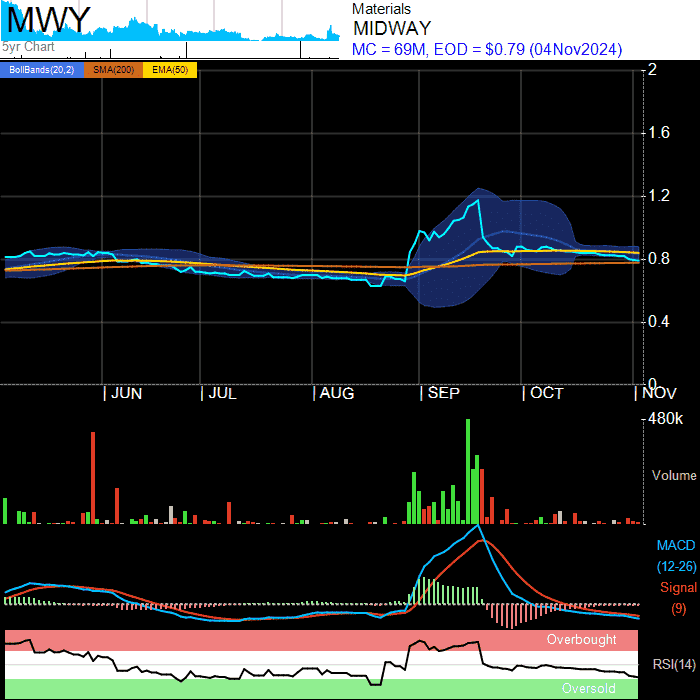 MWY
5yr Chart
Materials
MIDWAY
MC = 69M, EOD = $0.79 (04Nov2024)
BollBands(20,2) SMA(200) EMA(50)
2
1.6
1.2
0.8
0.4
0
JUN JUL AUG SEP OCT NOV
480k
Volume
MACD
(12-26)
Signal
(9)
Overbought
RSI(14)
Oversold